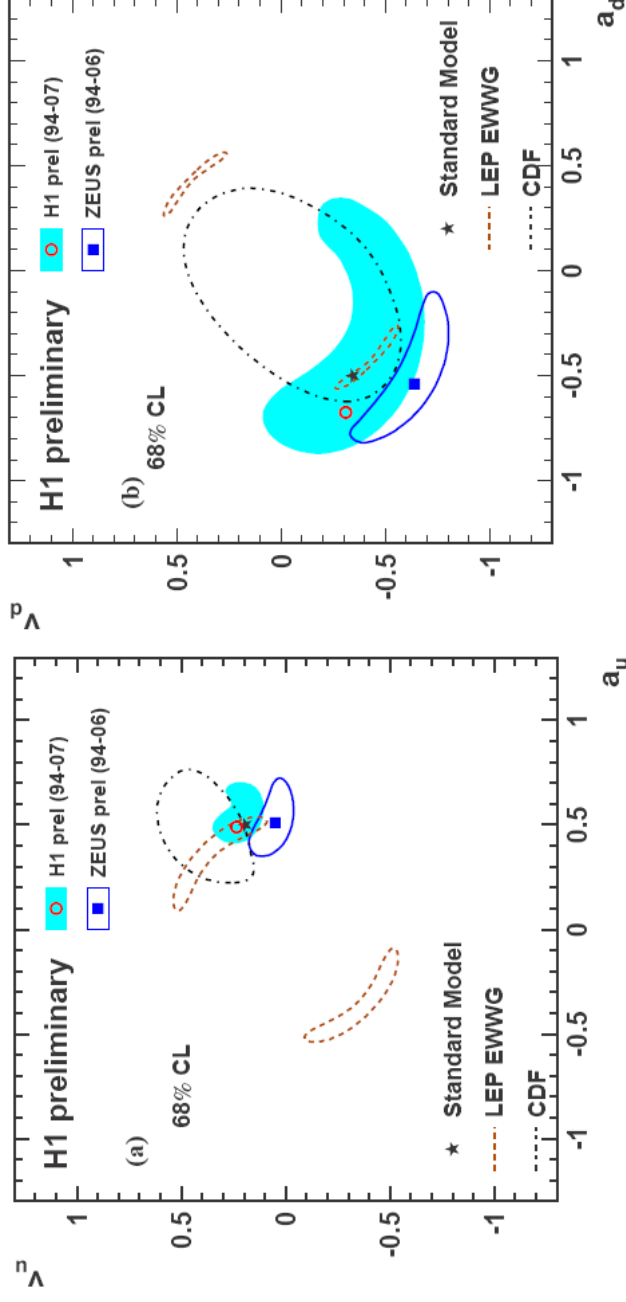 H1 preliminary
(a)
68% CL
H1 prel (94-07)
ZEUS prel (94-06)
Standard Model
LEP EWWG
CDF
v_u
1
0.5
0
-0.5
-1
-1
-0.5
0
0.5
1
a_u
H1 preliminary
(b)
68% CL
H1 prel (94-07)
ZEUS prel (94-06)
Standard Model
LEP EWWG
CDF
v_d
1
0.5
0
-0.5
-1
-1
-0.5
0
0.5
1
a_d